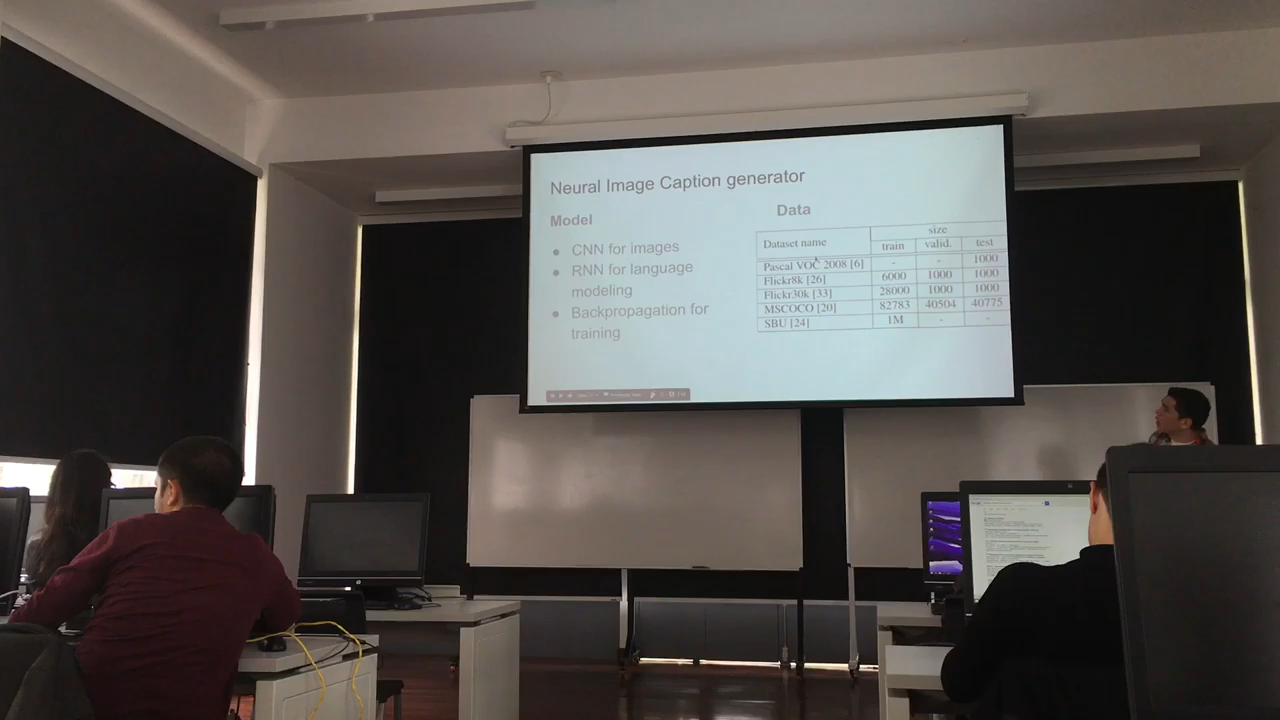 Neural Image Caption generator
Model
● CNN for images
● RNN for language
modeling
● Backpropagation for
training
Data
Dataset name size
train valid. test
Pascal VOC 2008 [6] - - 1000
Flickr8k [26] 6000 1000 1000
Flickr30k [33] 28000 1000 1000
MSCOCO [20] 82783 40504 40775
SBU [24] 1M - -